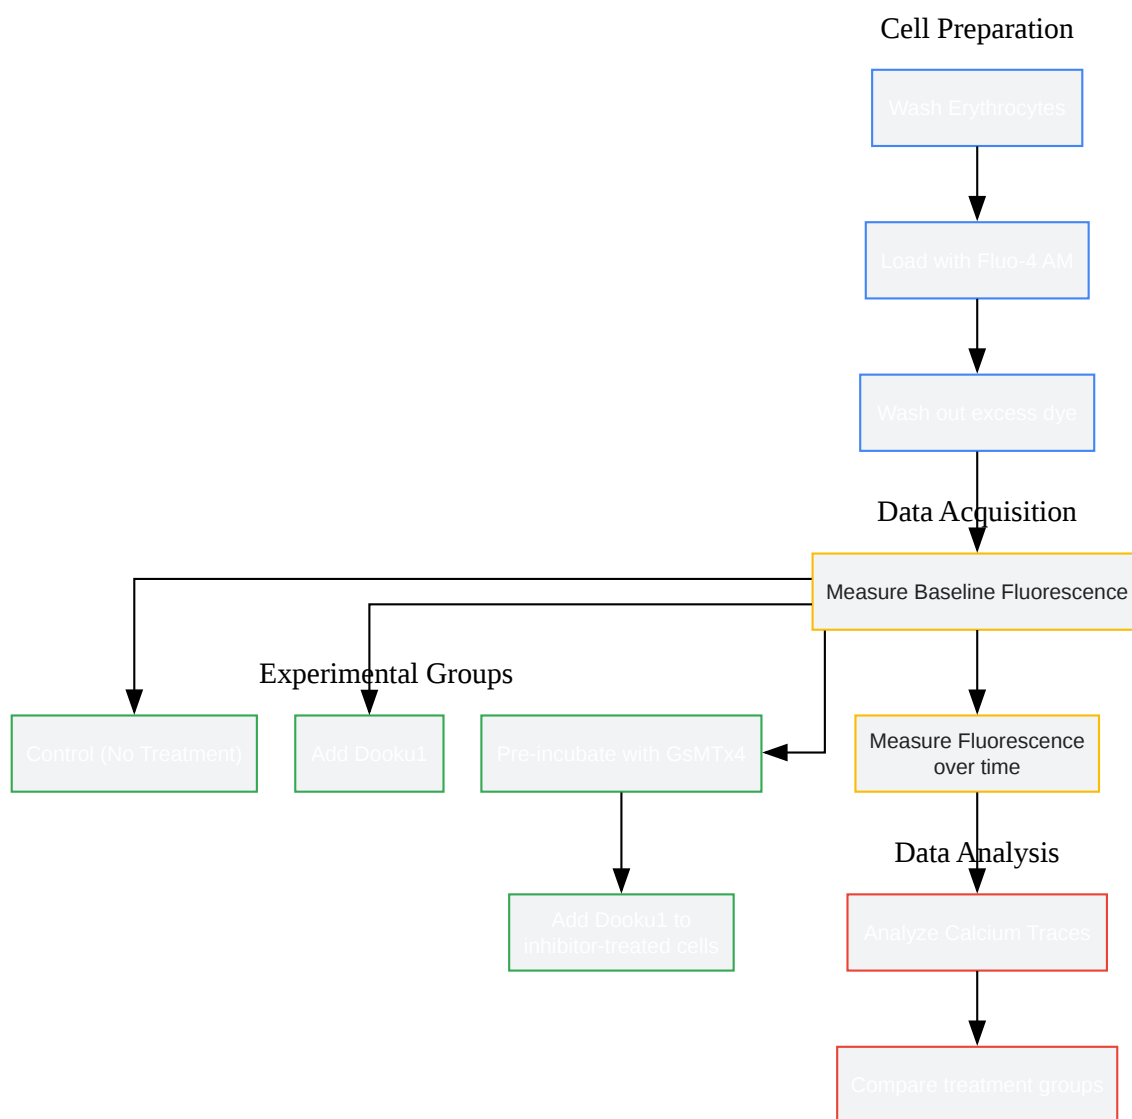 Cell Preparation
Wash Erythrocytes
Load with Fluo-4 AM
Wash out excess dye
Data Acquisition
Measure Baseline Fluorescence
Experimental Groups
Control (No Treatment)
Add Dooku1
Pre-incubate with GsMTx4
Measure Fluorescence
over time
Data Analysis
Add Dooku1 to
inhibitor-treated cells
Analyze Calcium Traces
Compare treatment groups